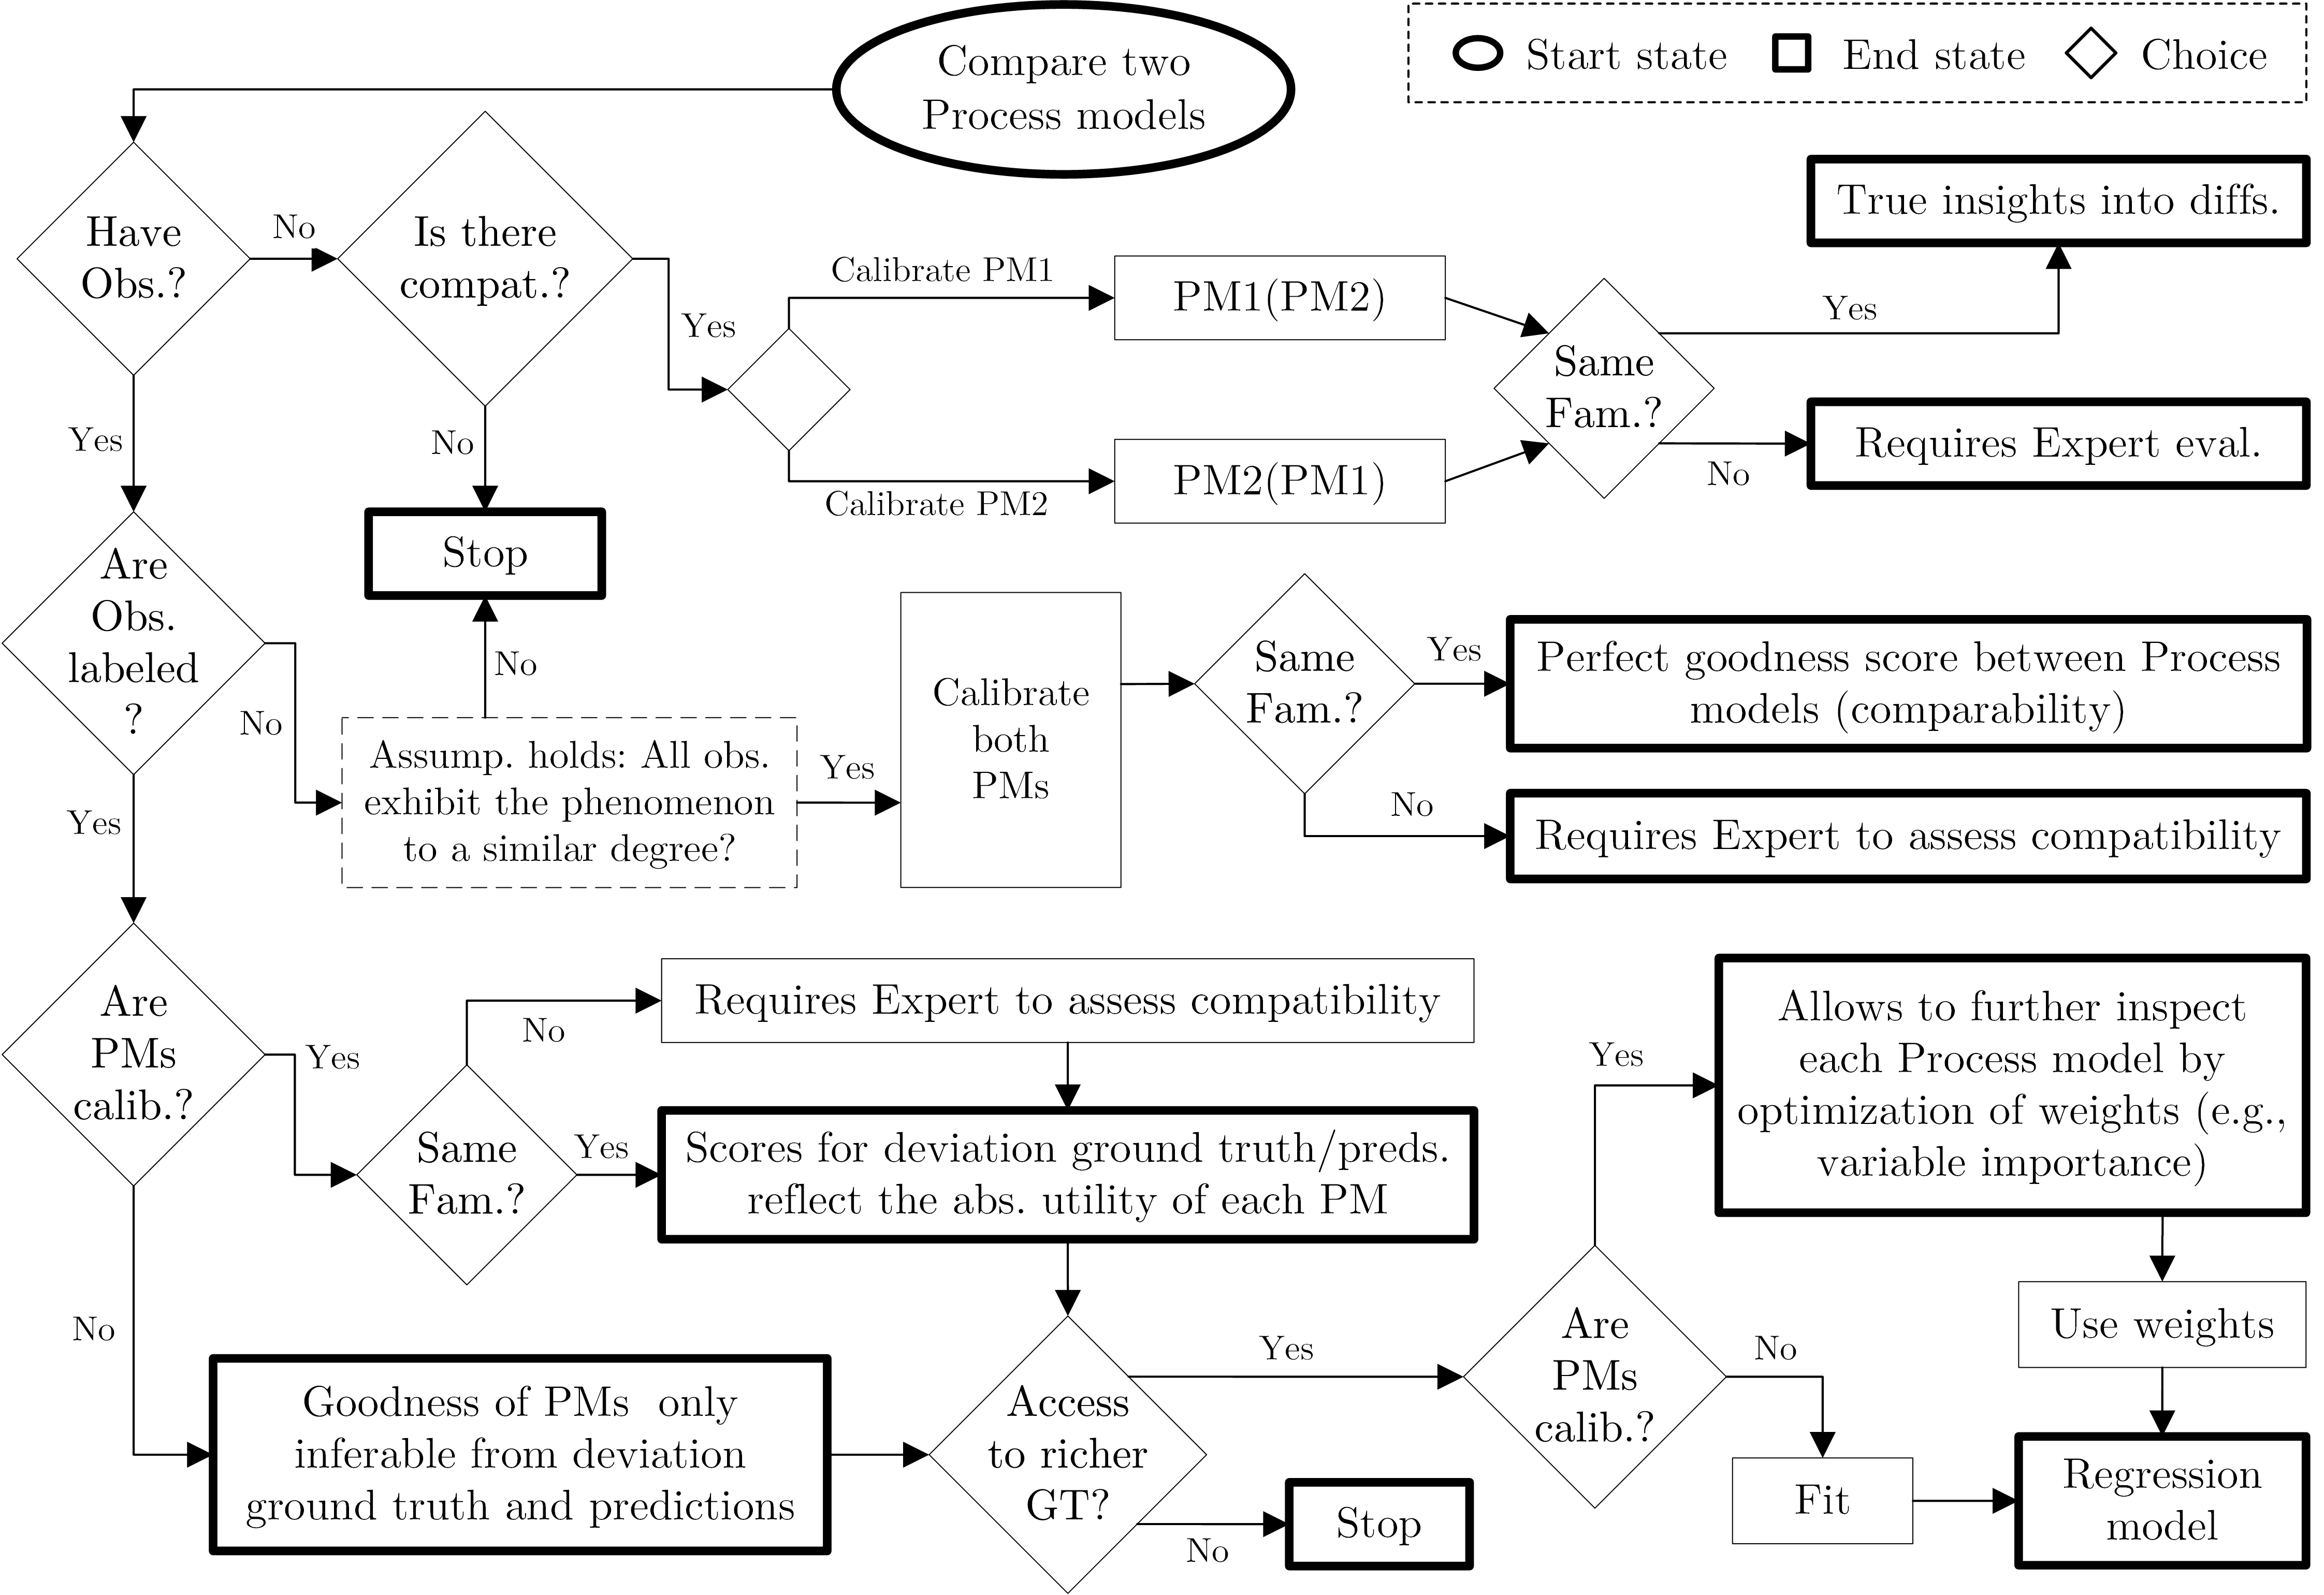 Compare two
Process models
Start state
End state
Choice
True insights into diffs.
Have
Obs.?
No
Is there
compat.?
Yes
Calibrate PM1
PM1(PM2)
Same
Fam.?
Yes
Yes
No
Calibrate PM2
PM2(PM1)
No
Requires Expert eval.
Stop
Are
Obs.
labeled
?
No
No
Assump. holds: All obs.
exhibit the phenomenon
to a similar degree?
Yes
Calibrate
both
PMs
Same
Fam.?
Yes
Perfect goodness score between Process
models (comparability)
No
Requires Expert to assess compatibility
Yes
Are
PMs
calib.?
Yes
No
Requires Expert to assess compatibility
Same
Fam.?
Yes
Scores for deviation ground truth/preds.
reflect the abs. utility of each PM
Yes
Allows to further inspect
each Process model by
optimization of weights (e.g.,
variable importance)
No
Goodness of PMs only
inferable from deviation
ground truth and predictions
Access
to richer
GT?
Yes
No
Stop
Are
PMs
calib.?
No
Fit
Use weights
Regression
model